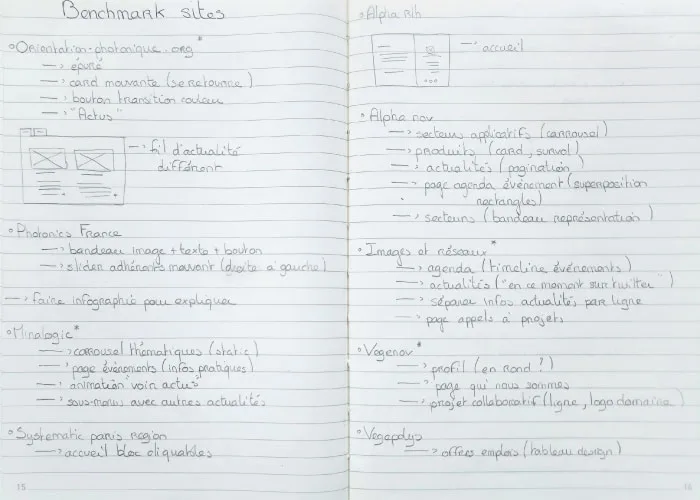 Benchmark sites
° Orientation-photonique.org*
—> épuré
—> card mouvante (se retourne)
—> bouton transition couleur
—> "Actus"
—> fil d'actualité
différent
° Photonics France
—> bandeau image + texte + bouton
—> slider adhérents mouvant (droite à gauche)
—> faire infographie pour expliquer
° Minalogic*
—> carrousel thématiques (static)
—> page événements (infos pratiques)
—> animation "voir actus"
—> sous-menus avec autres actualités
° Systematic paris region
—> accueil bloc cliquables
15
° Alpha rlh
—> accueil
° Alpha nov
—> secteurs applicatifs (carrousel)
—> produits (card, survol)
—> actualités (pagination)
—> page agenda événement (superposition
rectangles)
—> secteurs (bandeau représentation)
° Images et réseaux*
—> agenda (timeline événements)
—> actualités ("en ce moment sur twitter")
—> séparer infos actualités par ligne
—> page appels à projets
° Vegenov*
—> profil (en rond !)
—> page qui nous sommes
—> projet collaboratif (ligne, logo domaine)
° Vegepolys
—> offres emplois (tableau design)
16